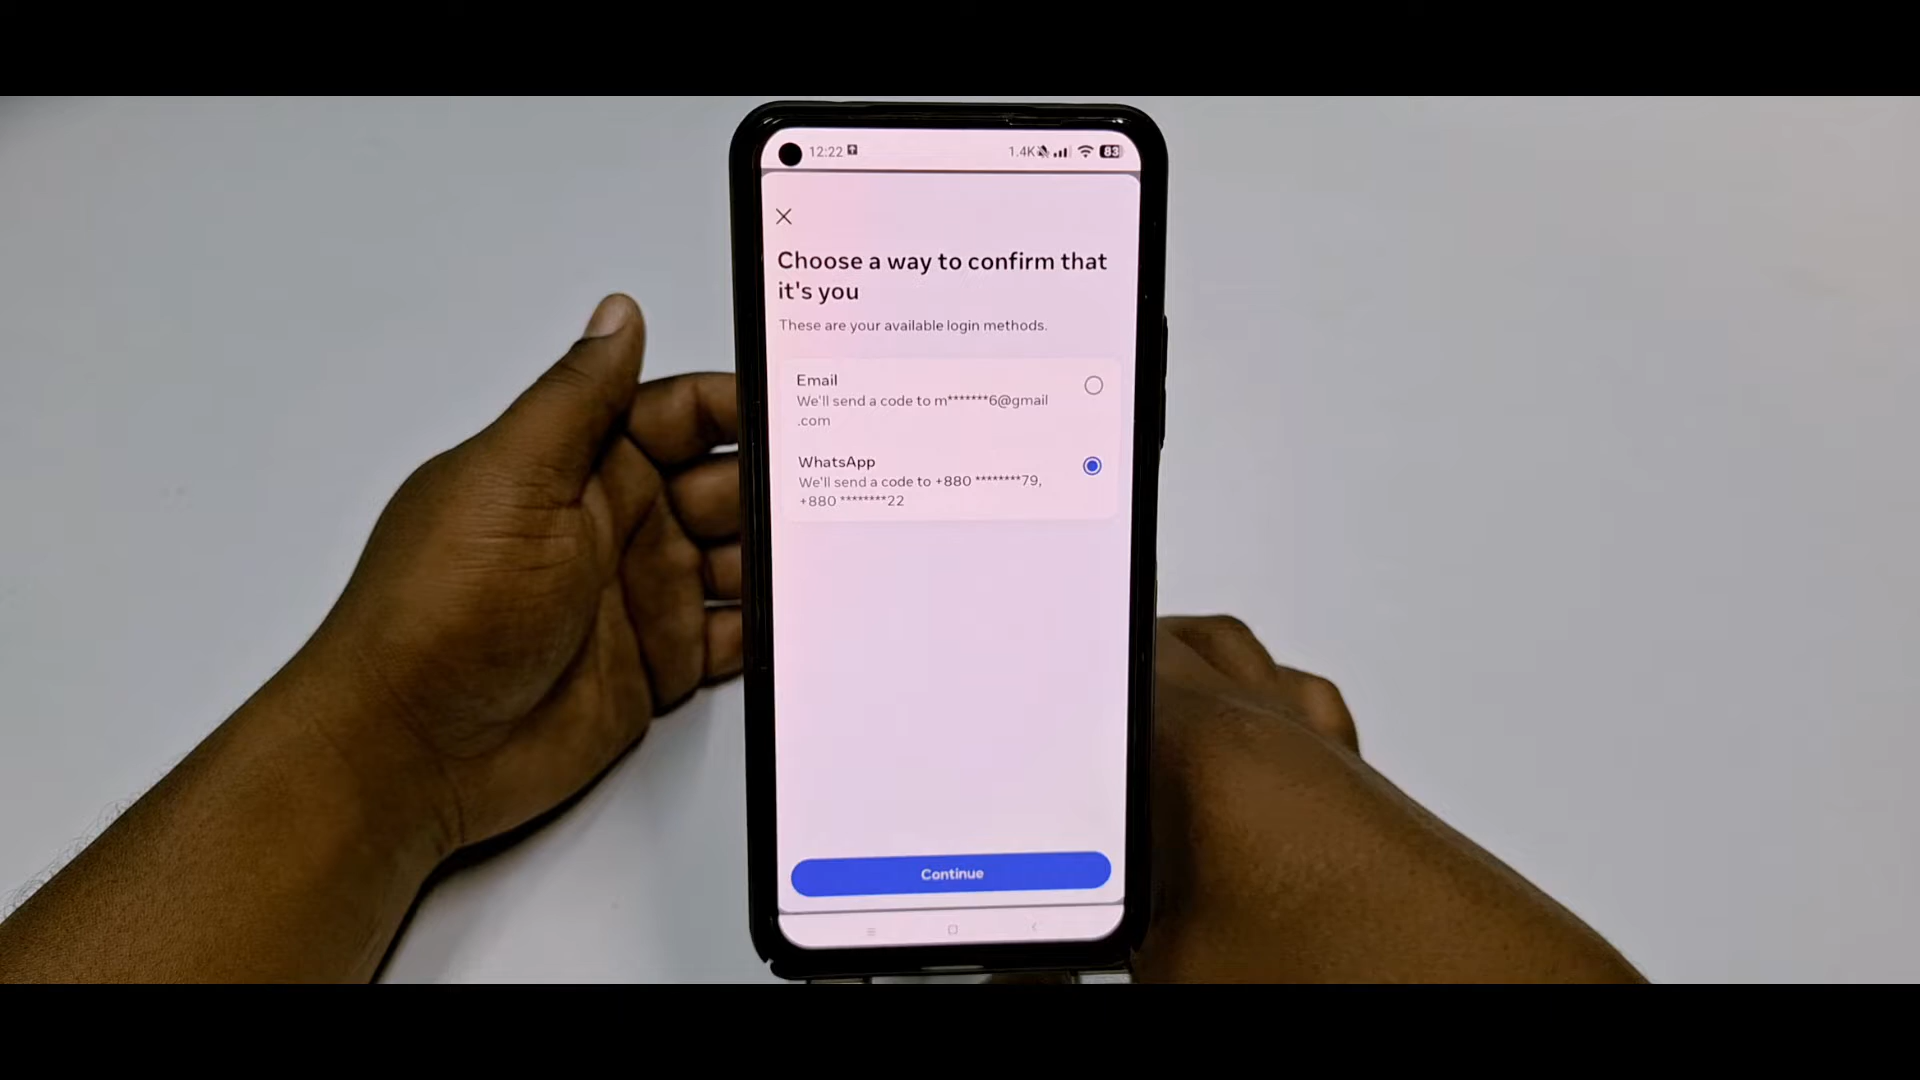 12:22
1.4K
83
Choose a way to confirm that
it's you
These are your available login methods.
Email
We'll send a code to m*******6@gmail
.com
WhatsApp
We'll send a code to +880 ********79,
+880 ********22
Continue